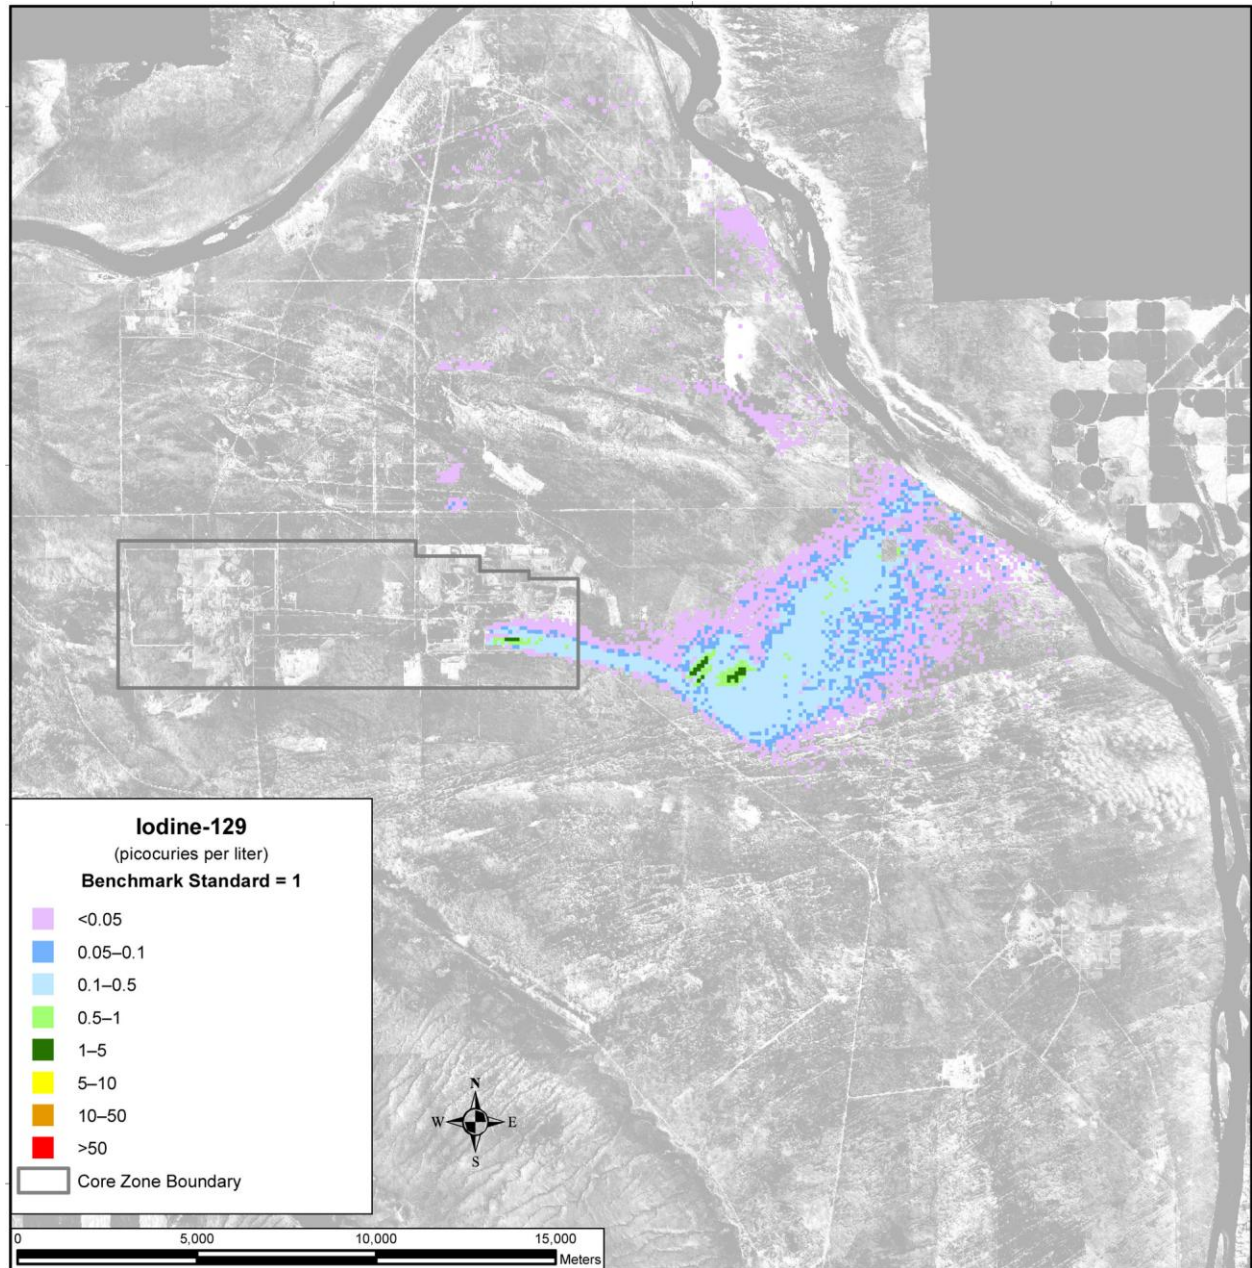 Iodine-129
(picocuries per liter)
Benchmark Standard = 1
<0.05
0.05–0.1
0.1–0.5
0.5–1
1–5
5–10
10–50
>50
Core Zone Boundary
N
W E
S
0 5,000 10,000 15,000
Meters